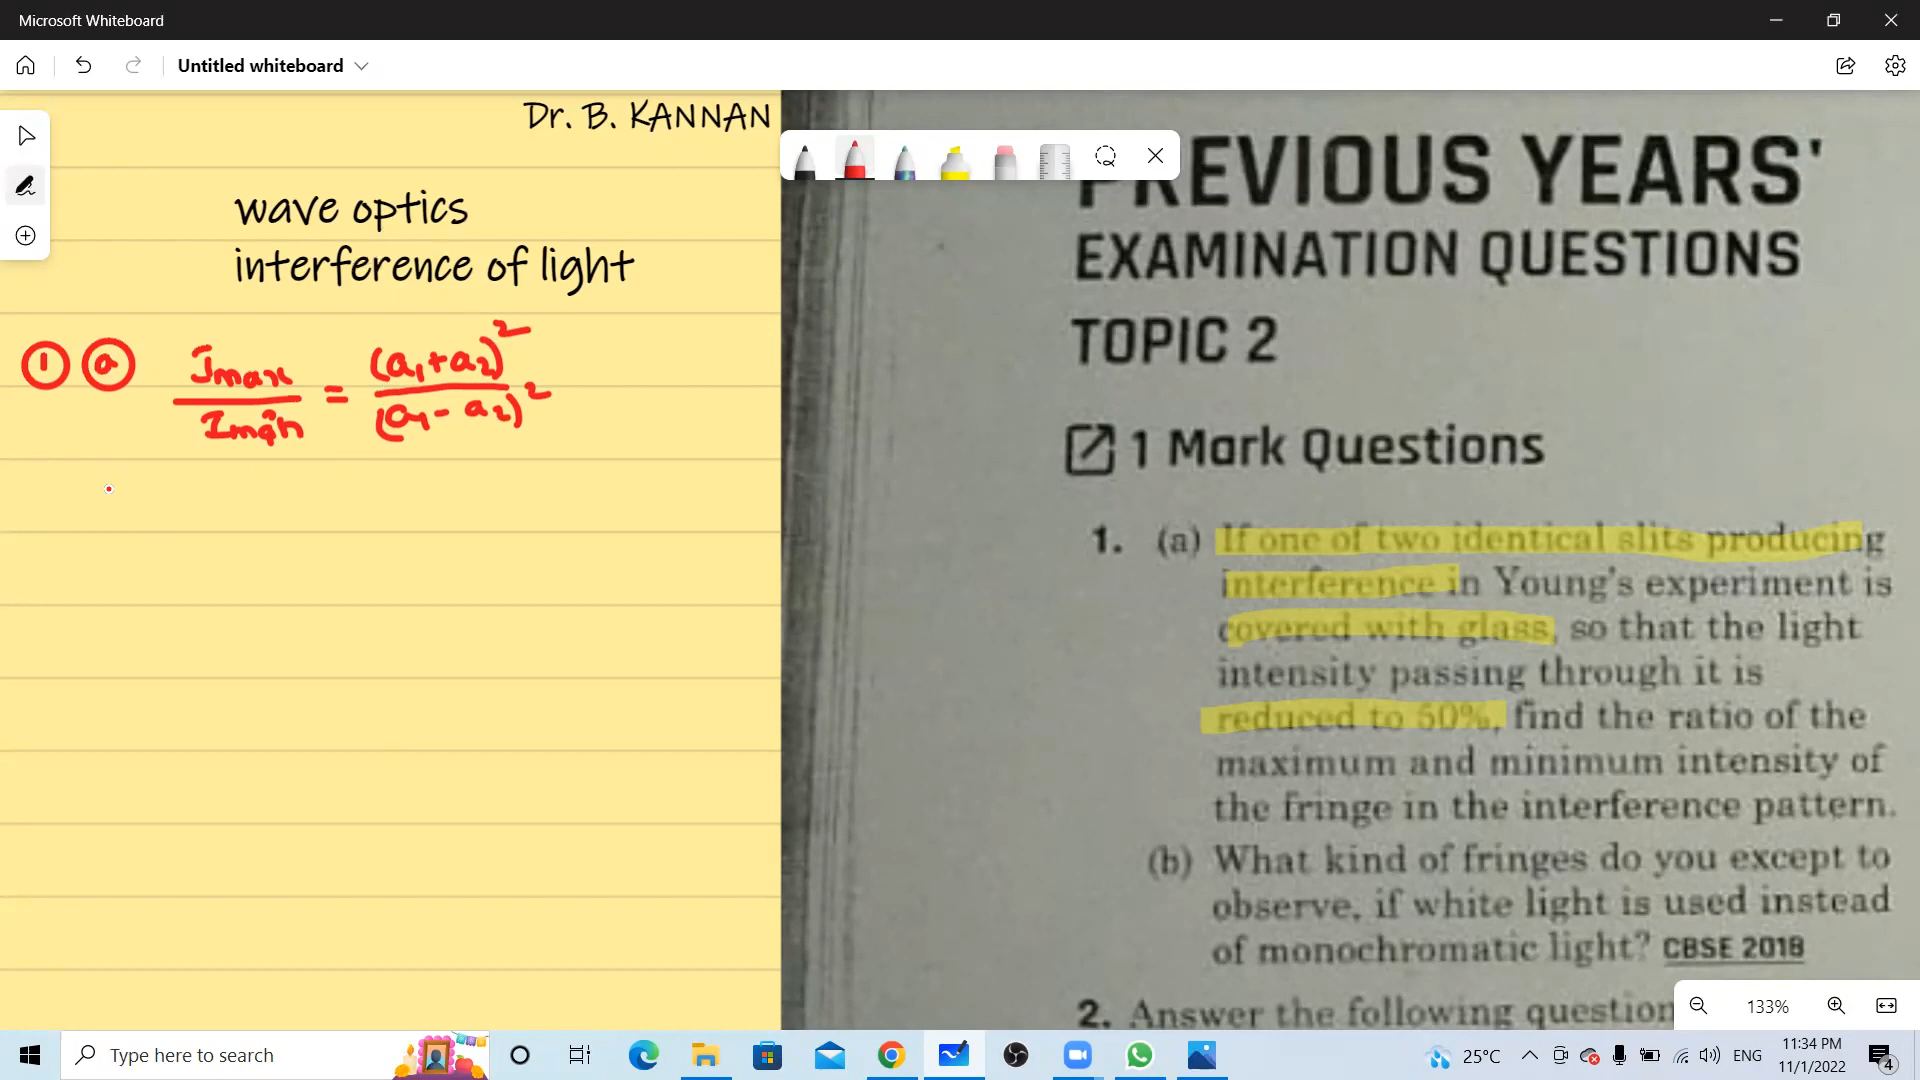 Microsoft Whiteboard
Untitled whiteboard
Dr. B. KANNAN
wave optics
interference of light
1 a Imax / Imin = (a1+a2)² / (a1 - a2)²
PREVIOUS YEARS'
EXAMINATION QUESTIONS
TOPIC 2
1 Mark Questions
1. (a) If one of two identical slits producing
interference in Young's experiment is
covered with glass, so that the light
intensity passing through it is
reduced to 50%, find the ratio of the
maximum and minimum intensity of
the fringe in the interference pattern.
(b) What kind of fringes do you except to
observe, if white light is used instead
of monochromatic light? CBSE 2018
2. Answer the following question
133%
Type here to search
25°C
ENG
11:34 PM
11/1/2022
4